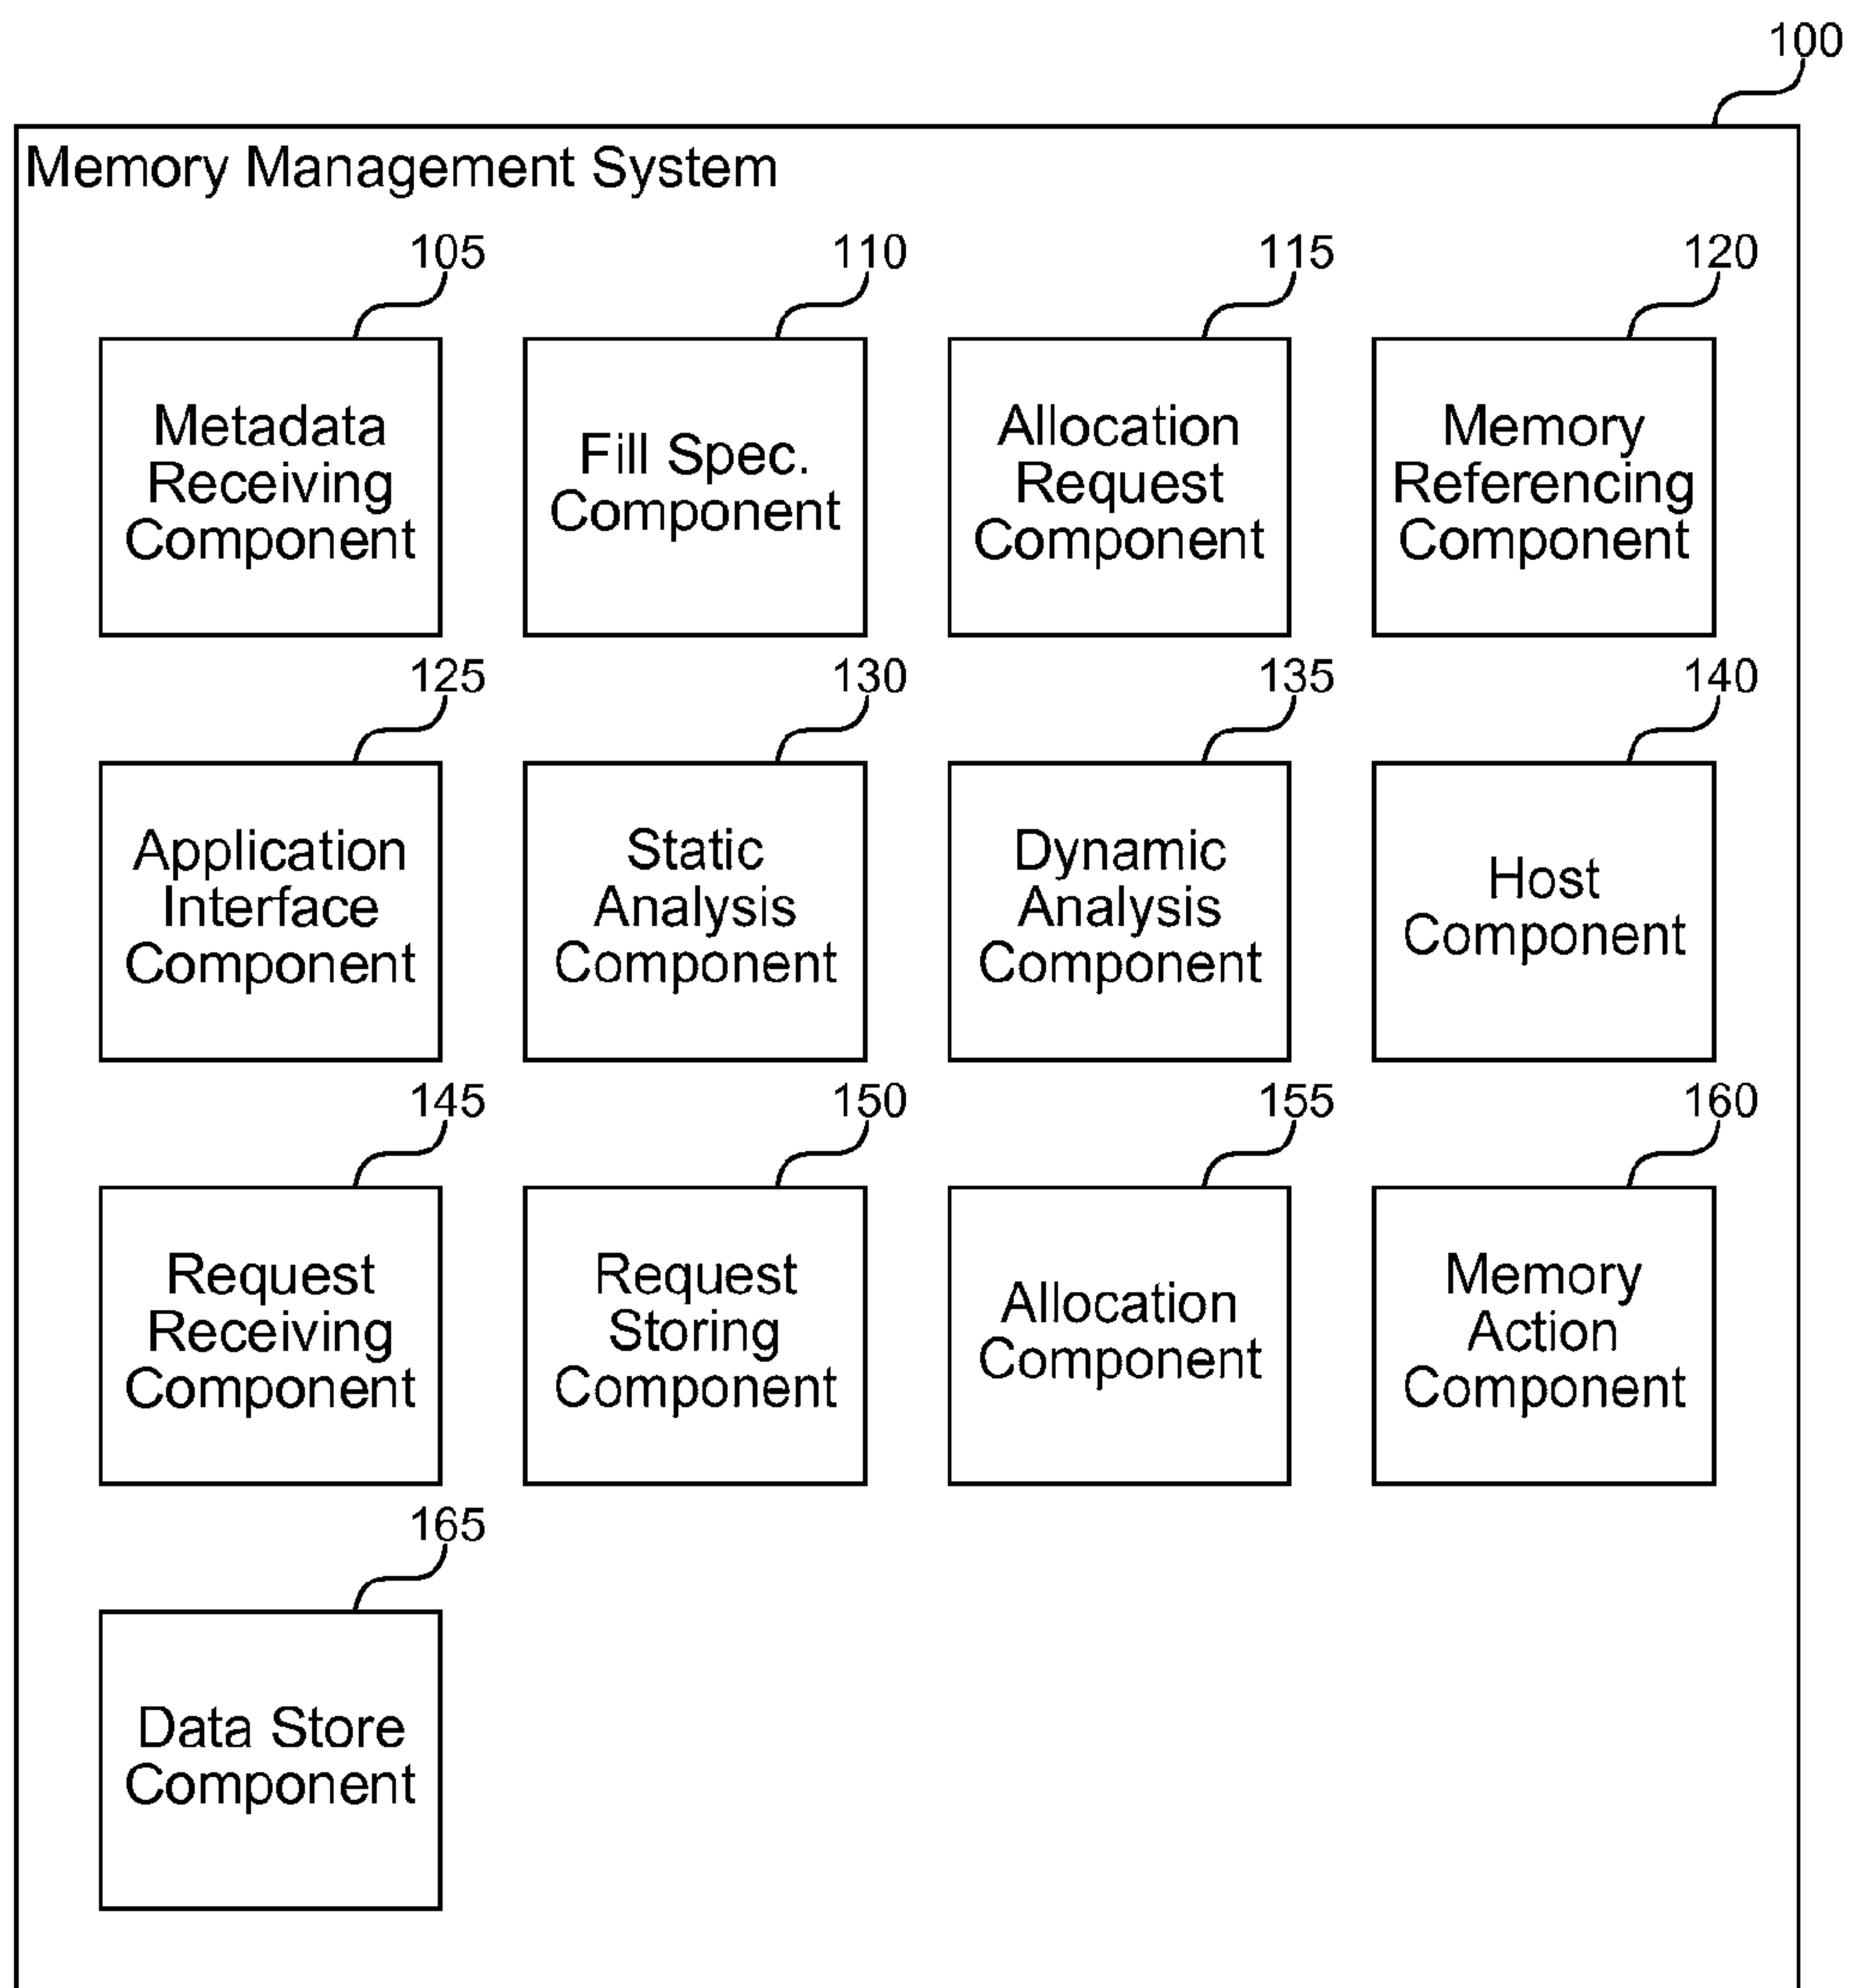 100
Memory Management System
105
110
115
120
Metadata
Receiving
Component
Fill Spec.
Component
Allocation
Request
Component
Memory
Referencing
Component
125
130
135
140
Application
Interface
Component
Static
Analysis
Component
Dynamic
Analysis
Component
Host
Component
145
150
155
160
Request
Receiving
Component
Request
Storing
Component
Allocation
Component
Memory
Action
Component
165
Data Store
Component